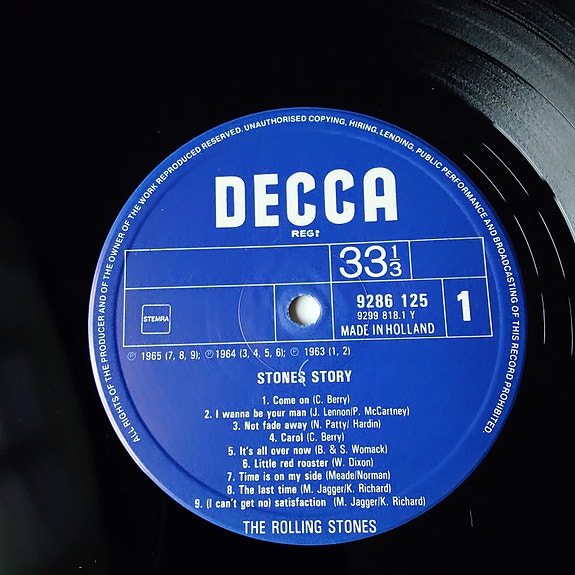 ALL RIGHTS OF THE PRODUCER AND OF THE OWNER OF THE WORK REPRODUCED RESERVED. UNAUTHORISED COPYING, HIRING, LENDING, PUBLIC PERFORMANCE AND BROADCASTING OF THIS RECORD PROHIBITED.
DECCA
REGᵈ
33 1/3
STEMRA
9286 125
9299 818.1 Y
MADE IN HOLLAND
1
Ⓟ 1965 (7, 8, 9); Ⓟ 1964 (3, 4, 5, 6); Ⓟ 1963 (1, 2)
STONES STORY
1. Come on (C. Berry)
2. I wanna be your man (J. Lennon/P. McCartney)
3. Not fade away (N. Patty/ Hardin)
4. Carol (C. Berry)
5. It's all over now (B. & S. Womack)
6. Little red rooster (W. Dixon)
7. Time is on my side (Meade/Norman)
8. The last time (M. Jagger/K. Richard)
9. (I can't get no) satisfaction (M. Jagger/K. Richard)
THE ROLLING STONES